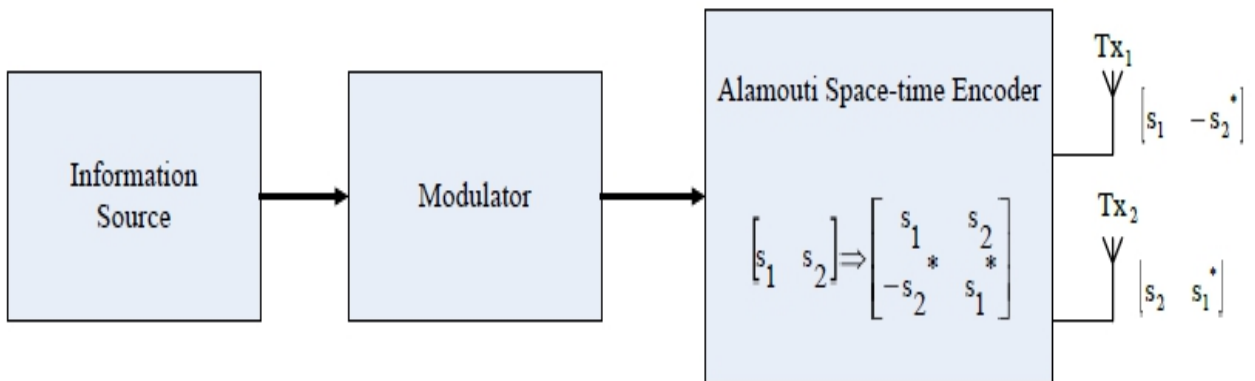 Information
Source
Modulator
Alamouti Space-time Encoder
[s₁ s₂]⇒[s₁ s₂
-s₂* s₁*]
Tx₁
[s₁ -s₂*]
Tx₂
[s₂ s₁*]